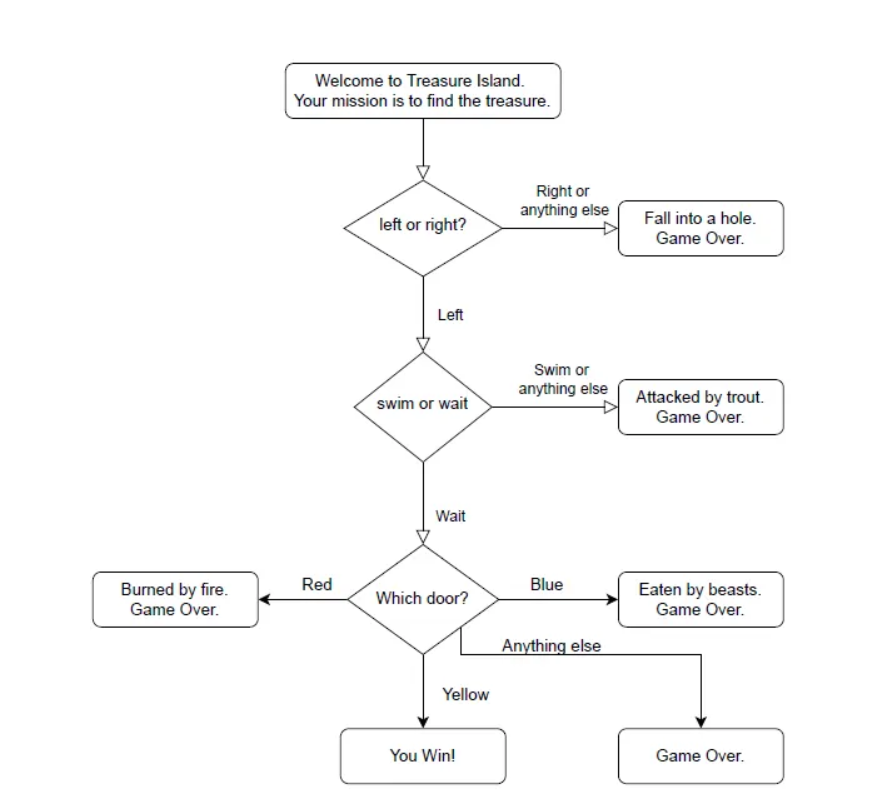 Welcome to Treasure Island.
Your mission is to find the treasure.
left or right?
Right or
anything else
Fall into a hole.
Game Over.
Left
swim or wait
Swim or
anything else
Attacked by trout.
Game Over.
Wait
Burned by fire.
Game Over.
Red
Which door?
Blue
Eaten by beasts.
Game Over.
Anything else
Yellow
You Win!
Game Over.